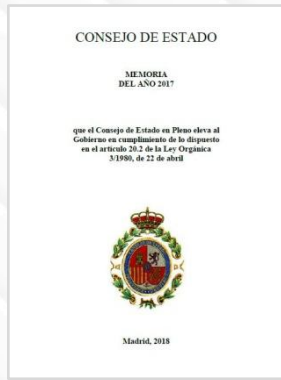 CONSEJO DE ESTADO
MEMORIA
DEL AÑO 2017
que el Consejo de Estado en Pleno eleva al
Gobierno en cumplimiento de lo dispuesto
en el artículo 20.2 de la Ley Orgánica
3/1980, de 22 de abril
Madrid, 2018